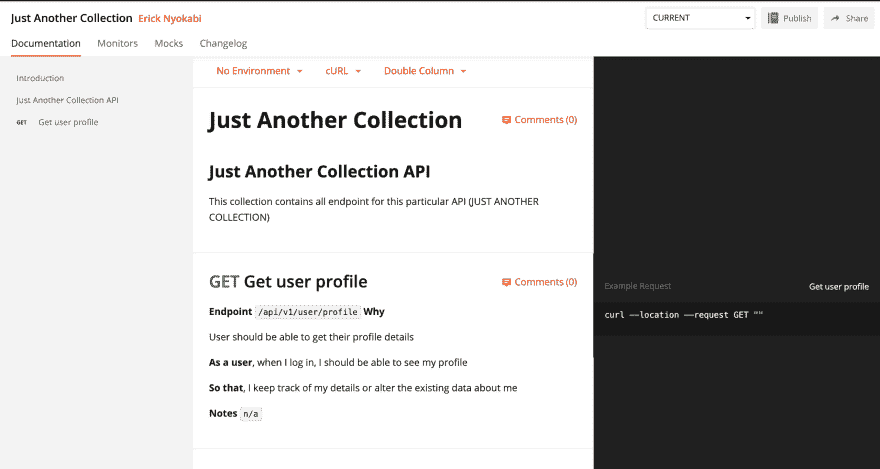 Just Another Collection Erick Nyokabi
CURRENT
Publish
Share
Documentation Monitors Mocks Changelog
Introduction
Just Another Collection API
GET Get user profile
No Environment cURL Double Column
Just Another Collection
Comments (0)
Just Another Collection API
This collection contains all endpoint for this particular API (JUST ANOTHER
COLLECTION)
GET Get user profile
Comments (0)
Endpoint /api/v1/user/profile Why
User should be able to get their profile details
As a user, when I log in, I should be able to see my profile
So that, I keep track of my details or alter the existing data about me
Notes n/a
Example Request Get user profile
curl --location --request GET ""